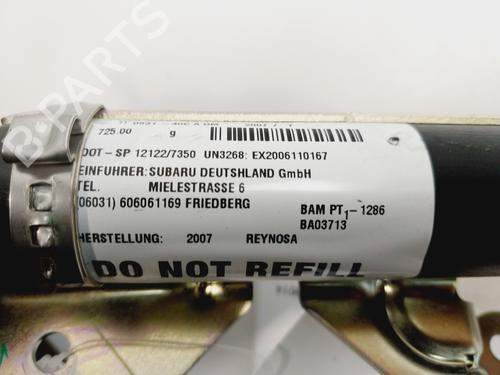 725.00 g
DOT-SP 12122/7350 UN3268: EX2006110167
EINFUHRER: SUBARU DEUTSHLAND GmbH
TEL. MIELESTRASSE 6
06031) 606061169 FRIEDBERG
BAM PT1-1286
BA03713
HERSTELLUNG: 2007 REYNOSA
DO NOT REFILL
B-PARTS